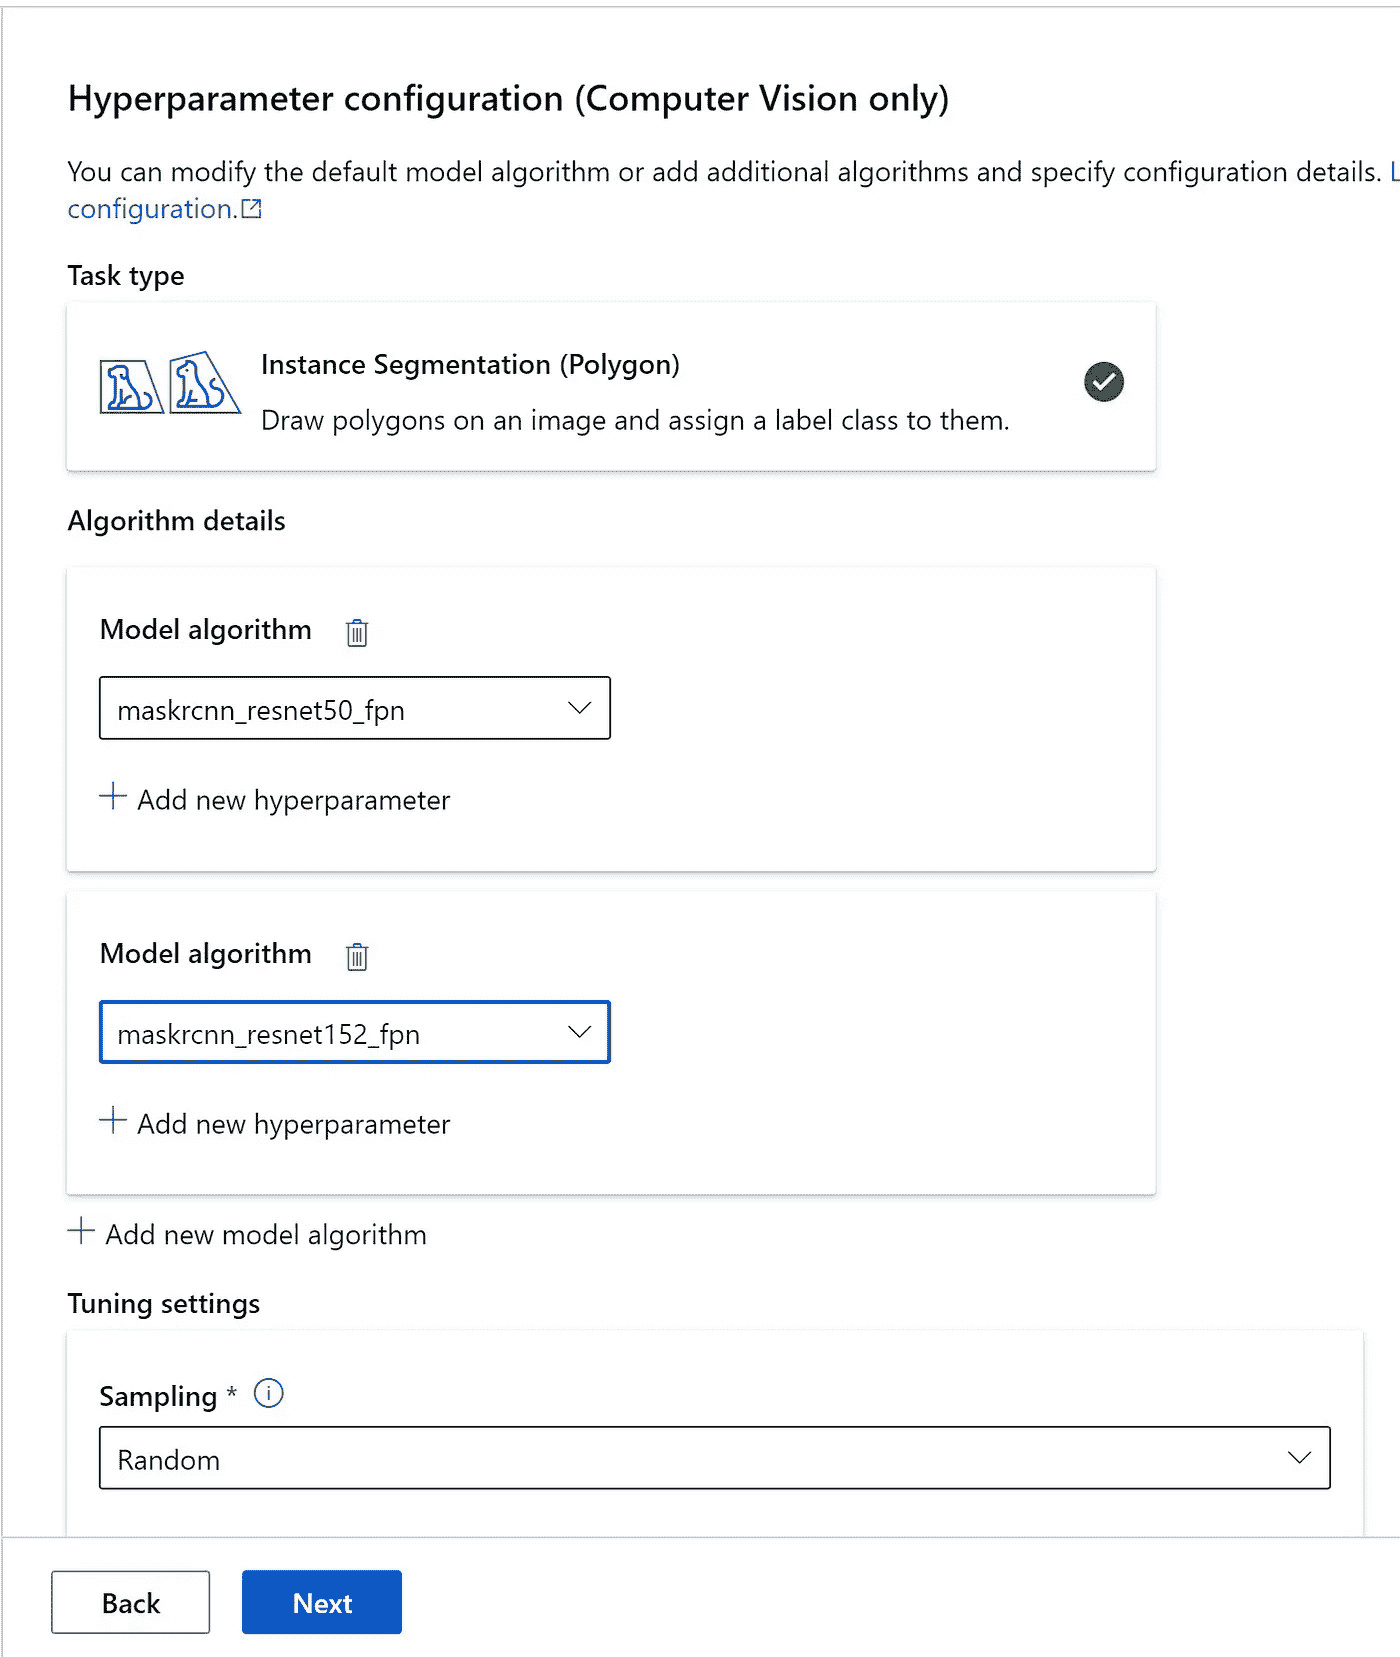 Hyperparameter configuration (Computer Vision only)
You can modify the default model algorithm or add additional algorithms and specify configuration details.
configuration.
Task type
Instance Segmentation (Polygon)
Draw polygons on an image and assign a label class to them.
Algorithm details
Model algorithm
maskrcnn_resnet50_fpn
Add new hyperparameter
Model algorithm
maskrcnn_resnet152_fpn
Add new hyperparameter
Add new model algorithm
Tuning settings
Sampling *
Random
Back
Next